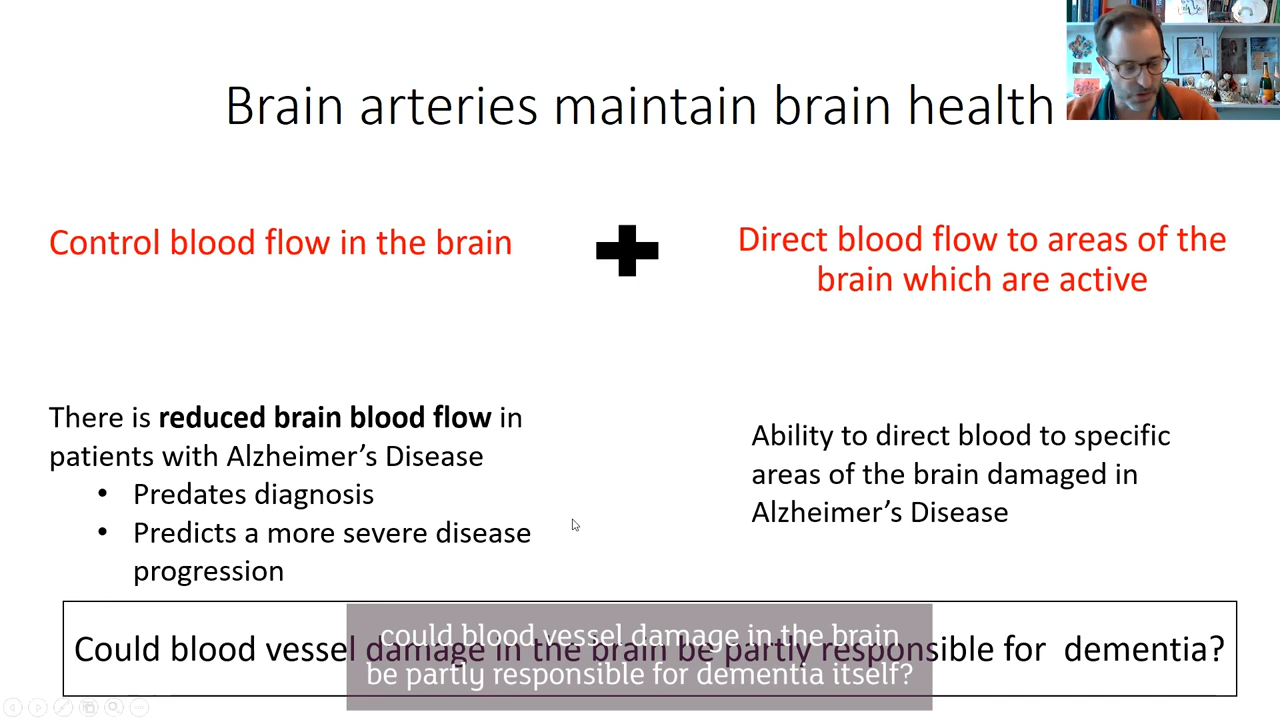 Brain arteries maintain brain health
Control blood flow in the brain
Direct blood flow to areas of the
brain which are active
There is reduced brain blood flow in
patients with Alzheimer’s Disease
• Predates diagnosis
• Predicts a more severe disease
progression
Ability to direct blood to specific
areas of the brain damaged in
Alzheimer’s Disease
Could blood vessel damage in the brain be partly responsible for dementia?
could blood vessel damage in the brain
be partly responsible for dementia itself?